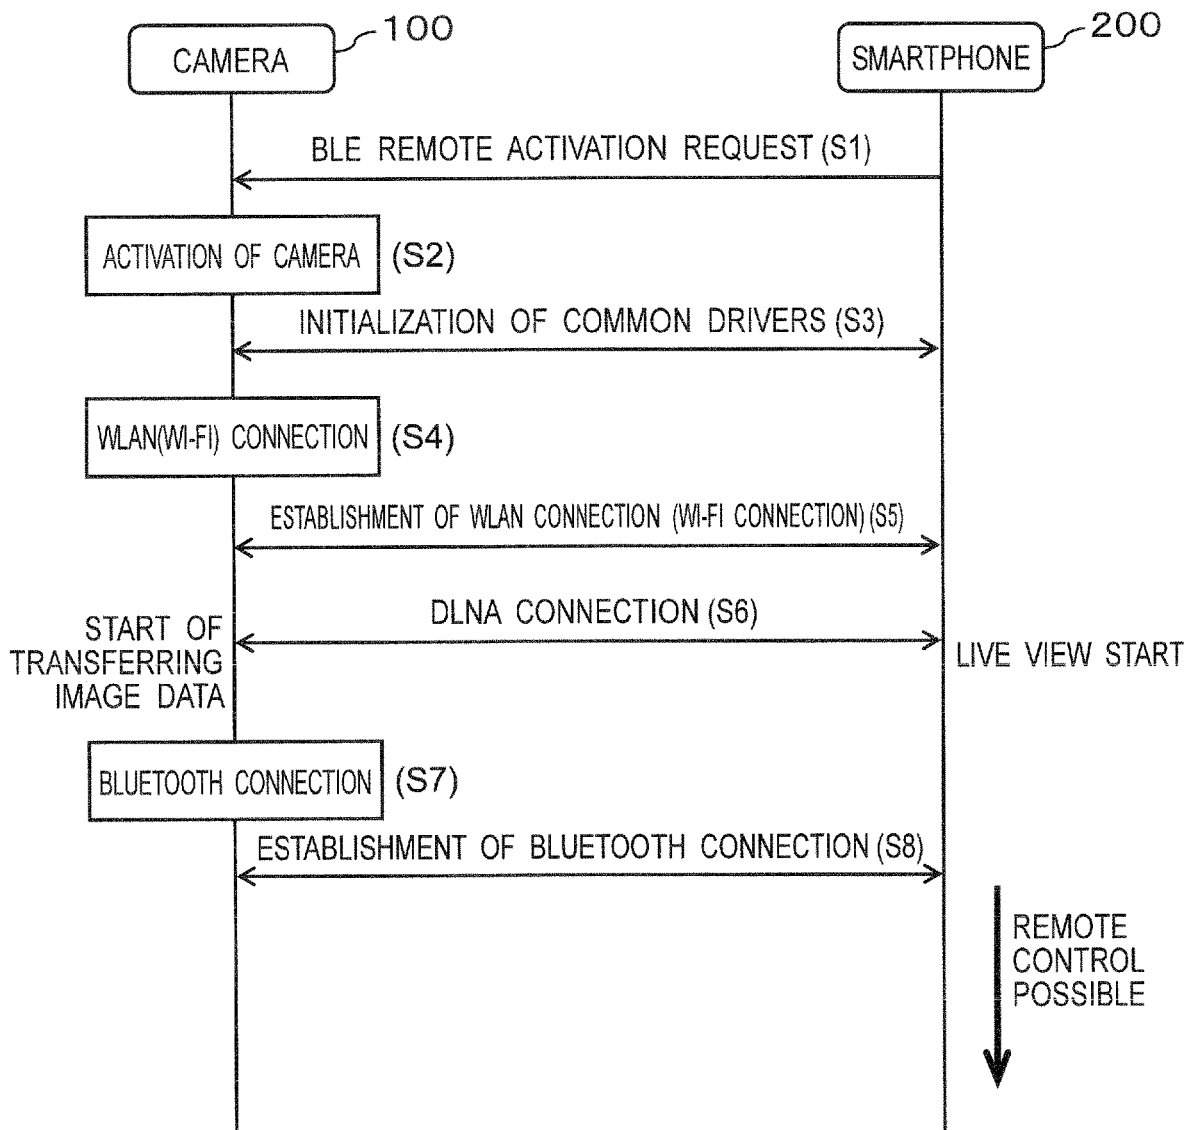 CAMERA
100
SMARTPHONE
200
BLE REMOTE ACTIVATION REQUEST (S1)
ACTIVATION OF CAMERA
(S2)
INITIALIZATION OF COMMON DRIVERS (S3)
WLAN(WI-FI) CONNECTION
(S4)
ESTABLISHMENT OF WLAN CONNECTION (WI-FI CONNECTION) (S5)
DLNA CONNECTION (S6)
START OF
TRANSFERRING
IMAGE DATA
LIVE VIEW START
BLUETOOTH CONNECTION
(S7)
ESTABLISHMENT OF BLUETOOTH CONNECTION (S8)
REMOTE
CONTROL
POSSIBLE